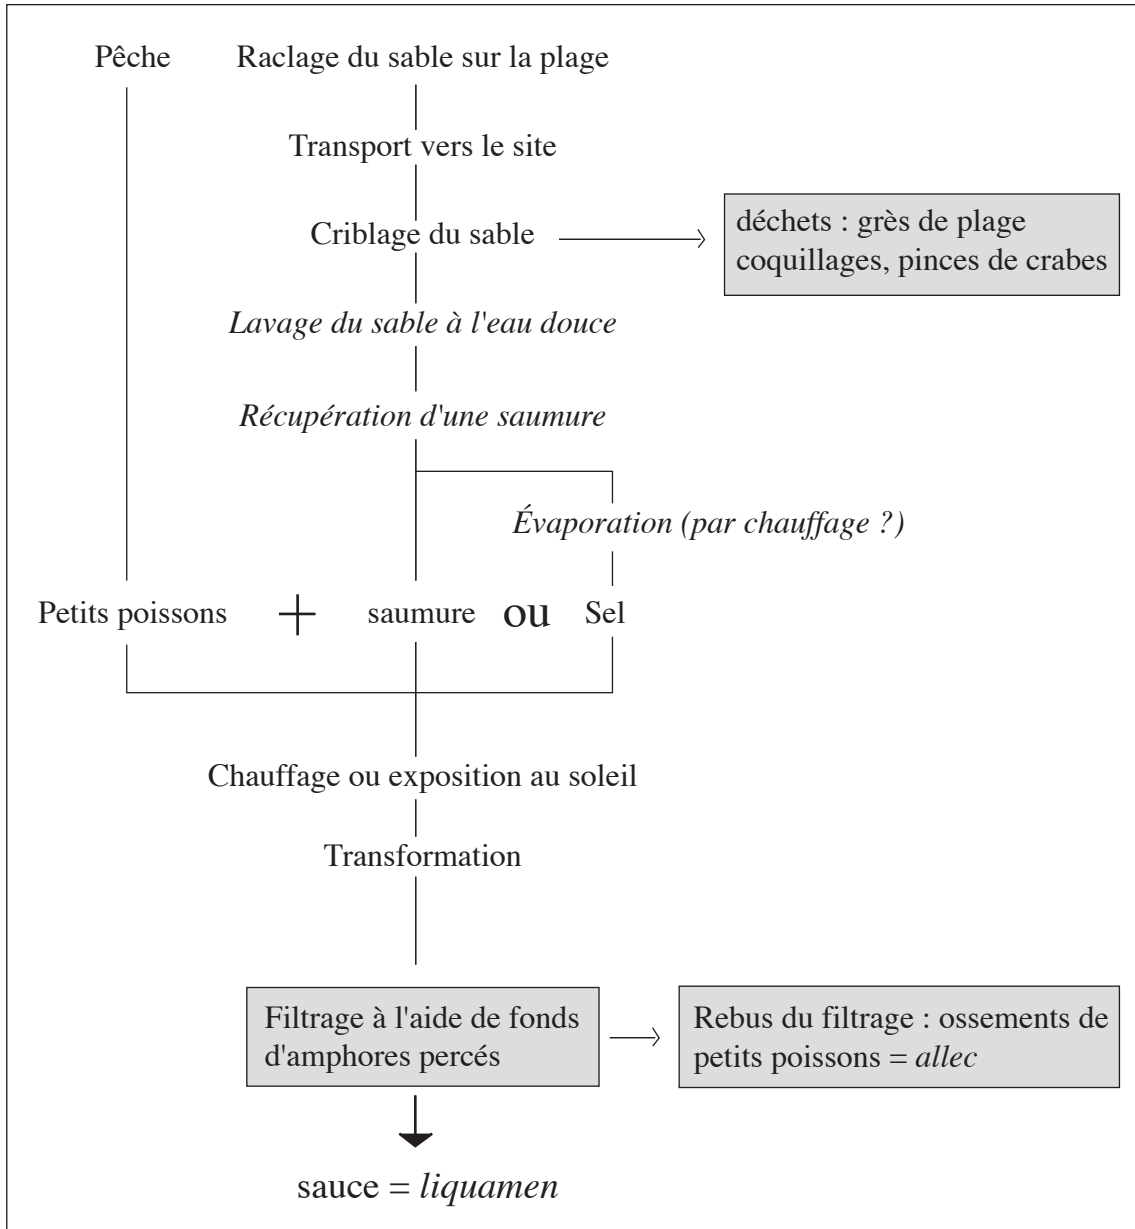 Pêche
Raclage du sable sur la plage
Transport vers le site
Criblage du sable
déchets : grès de plage
coquillages, pinces de crabes
Lavage du sable à l'eau douce
Récupération d'une saumure
Évaporation (par chauffage ?)
Petits poissons + saumure ou Sel
Chauffage ou exposition au soleil
Transformation
Filtrage à l'aide de fonds
d'amphores percés
Rebus du filtrage : ossements de
petits poissons = allec
sauce = liquamen